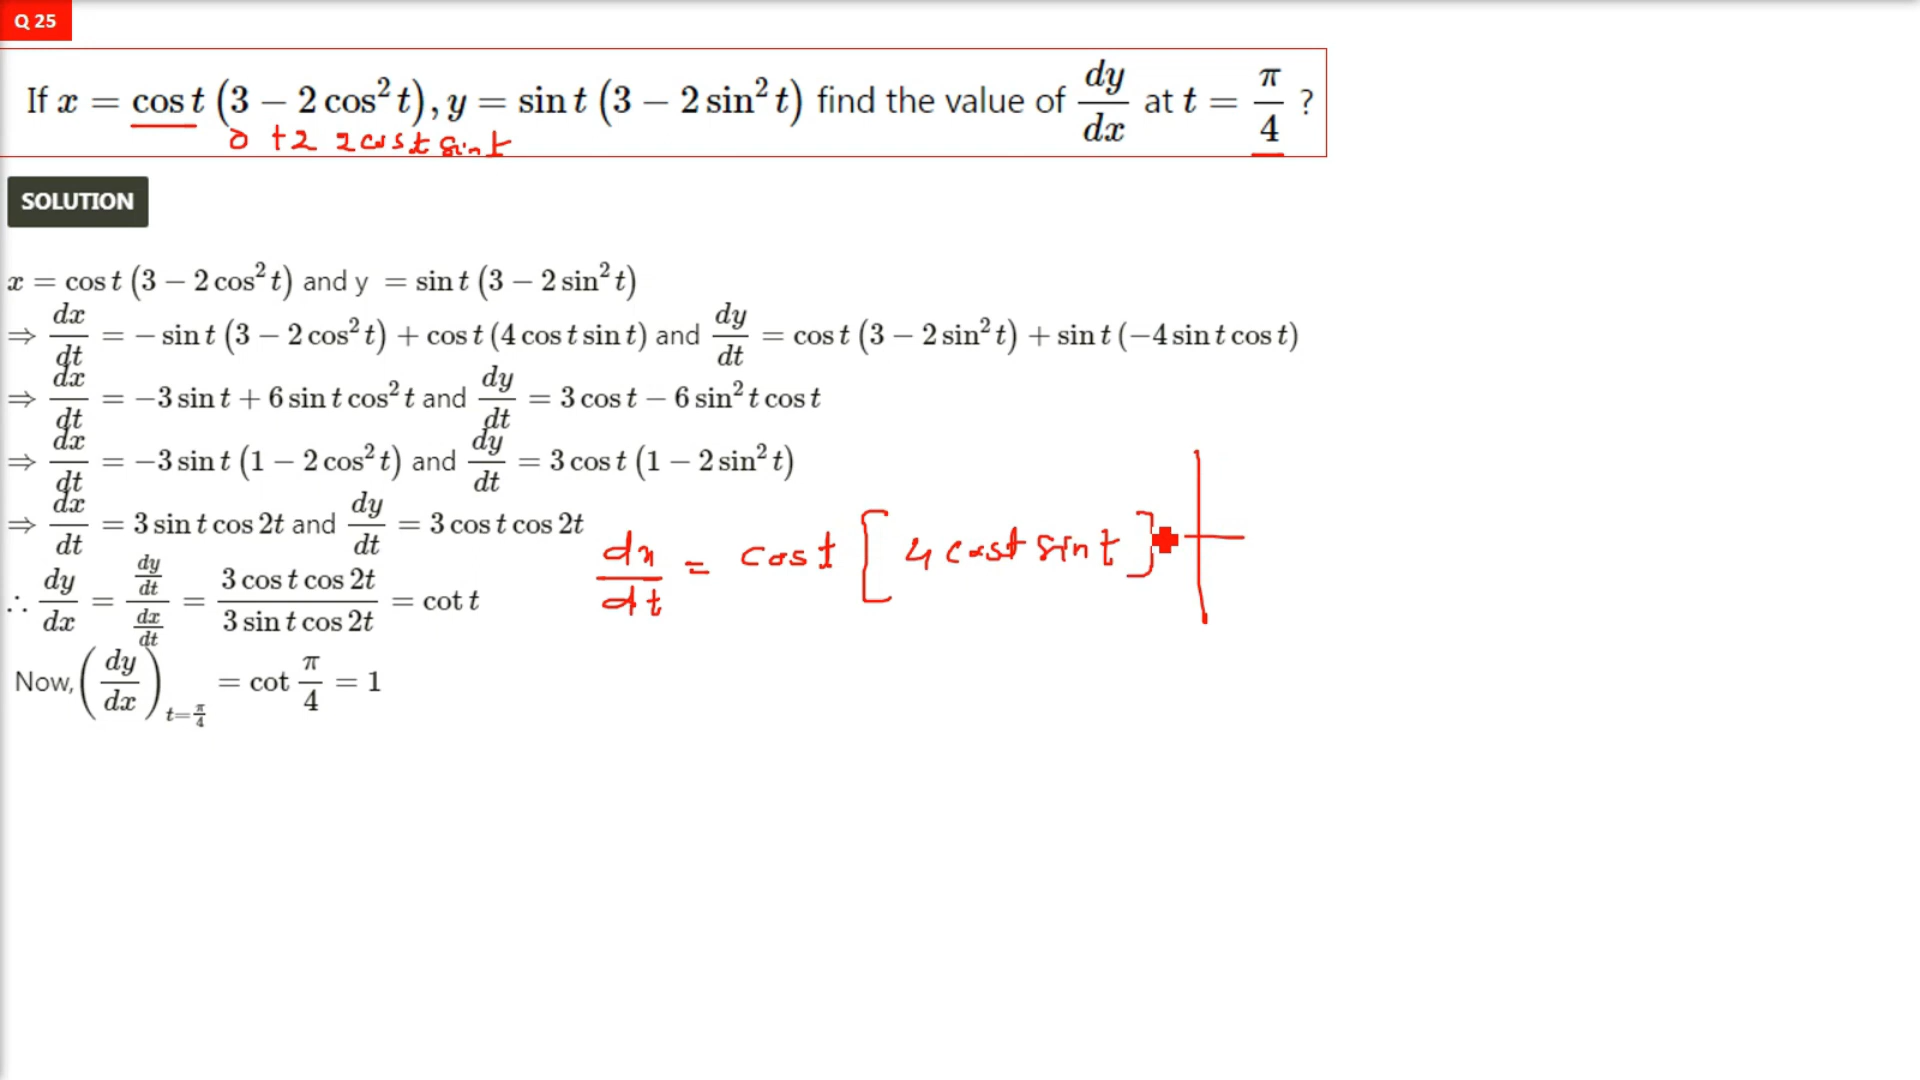 Q 25
If x = cos t (3 − 2 cos² t), y = sin t (3 − 2 sin² t) find the value of dy/dx at t = π/4 ?
0 +2 2cost sint
SOLUTION
x = cos t (3 − 2 cos² t) and y = sin t (3 − 2 sin² t)
⇒ dx/dt = − sin t (3 − 2 cos² t) + cos t (4 cos t sin t) and dy/dt = cos t (3 − 2 sin² t) + sin t (−4 sin t cos t)
⇒ dx/dt = −3 sin t + 6 sin t cos² t and dy/dt = 3 cos t − 6 sin² t cos t
⇒ dx/dt = −3 sin t (1 − 2 cos² t) and dy/dt = 3 cos t (1 − 2 sin² t)
⇒ dx/dt = 3 sin t cos 2t and dy/dt = 3 cos t cos 2t
dx/dt = cost [4 cost sint] +
∴ dy/dx = (dy/dt)/(dx/dt) = (3 cos t cos 2t)/(3 sin t cos 2t) = cot t
Now, (dy/dx) t=π/4 = cot π/4 = 1